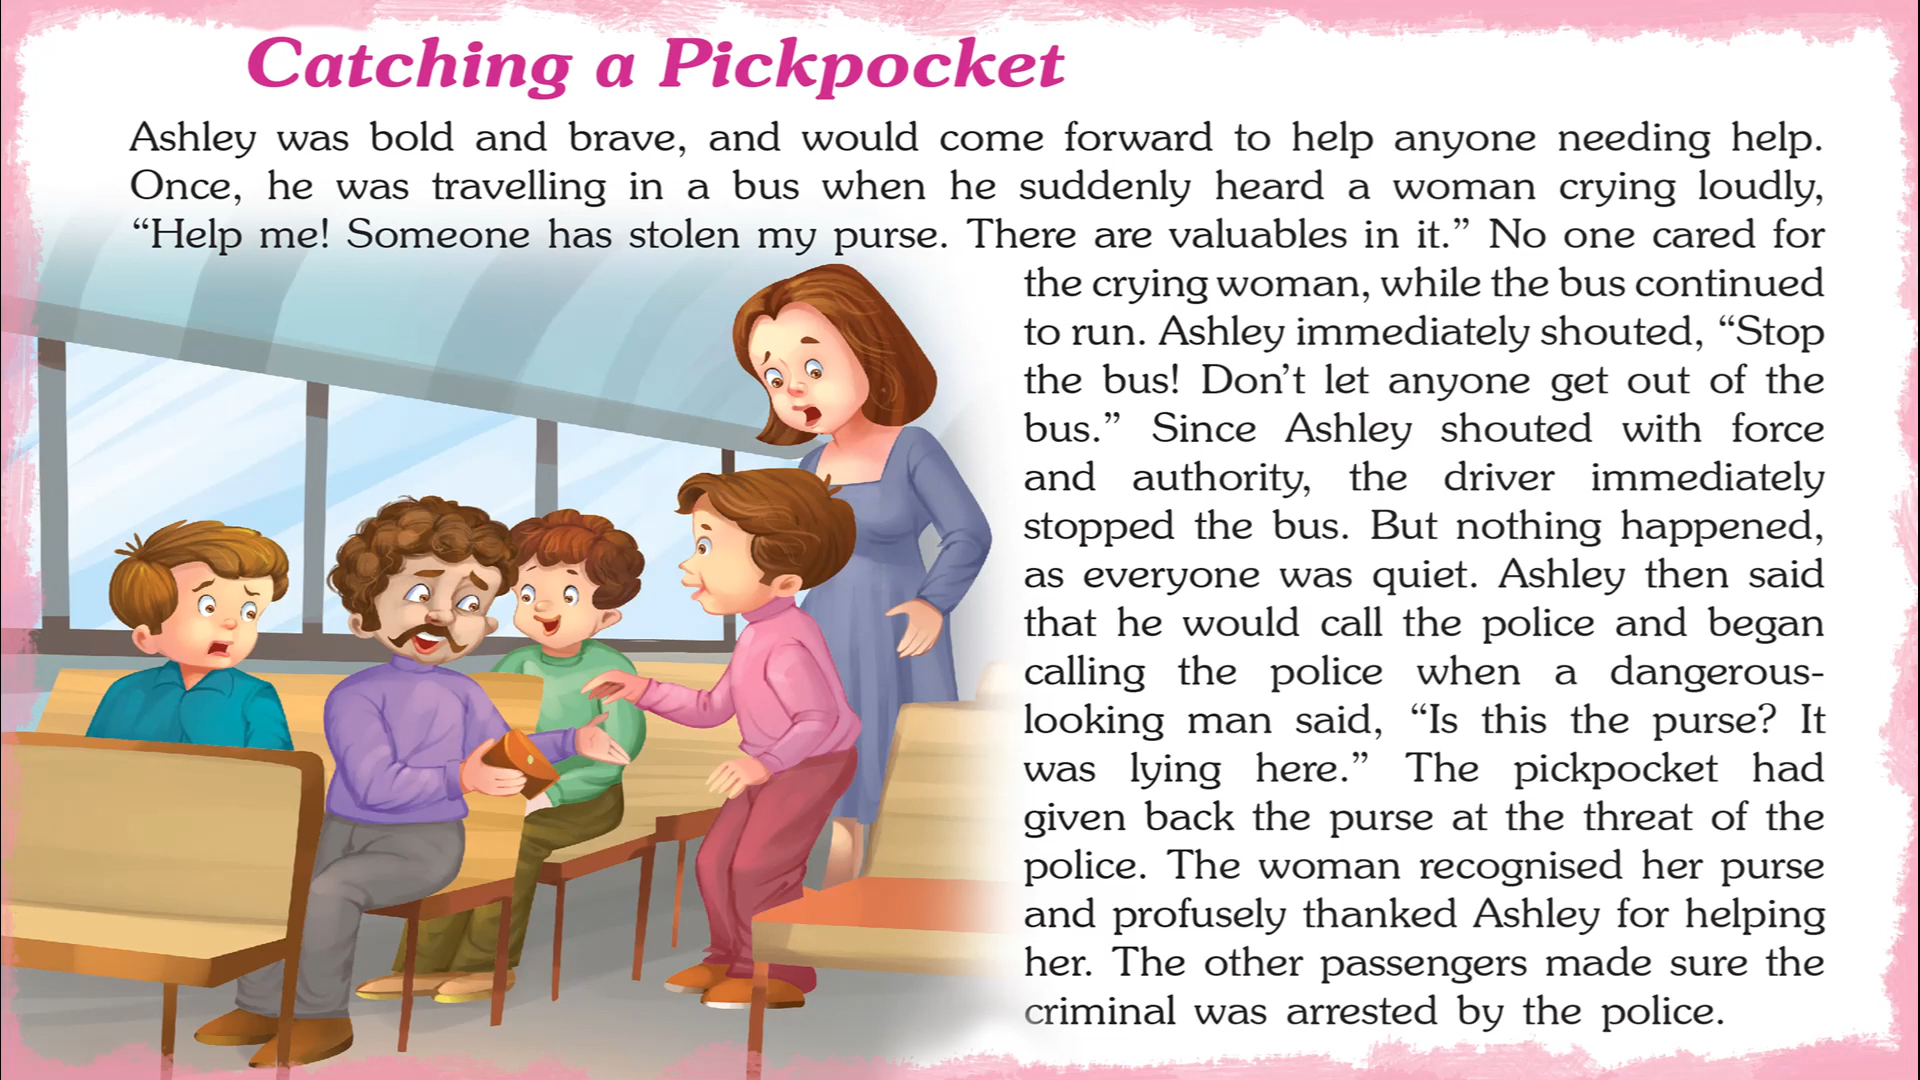 Catching a Pickpocket
Ashley was bold and brave, and would come forward to help anyone needing help.
Once, he was travelling in a bus when he suddenly heard a woman crying loudly,
“Help me! Someone has stolen my purse. There are valuables in it.” No one cared for
the crying woman, while the bus continued
to run. Ashley immediately shouted, “Stop
the bus! Don’t let anyone get out of the
bus.” Since Ashley shouted with force
and authority, the driver immediately
stopped the bus. But nothing happened,
as everyone was quiet. Ashley then said
that he would call the police and began
calling the police when a dangerous-
looking man said, “Is this the purse? It
was lying here.” The pickpocket had
given back the purse at the threat of the
police. The woman recognised her purse
and profusely thanked Ashley for helping
her. The other passengers made sure the
criminal was arrested by the police.